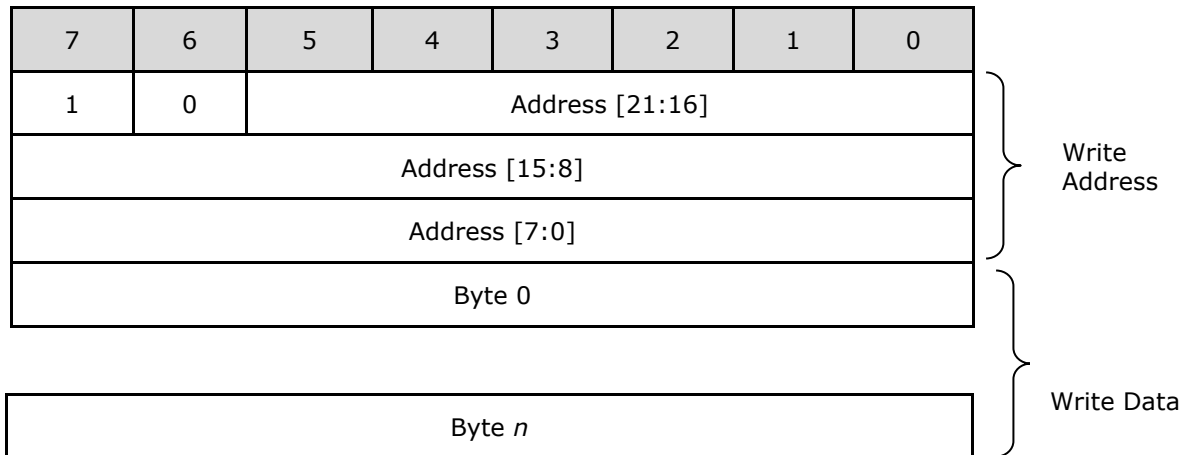 7 6 5 4 3 2 1 0
1 0 Address [21:16]
Address [15:8]
Write
Address
Address [7:0]
Byte 0
Write Data
Byte n